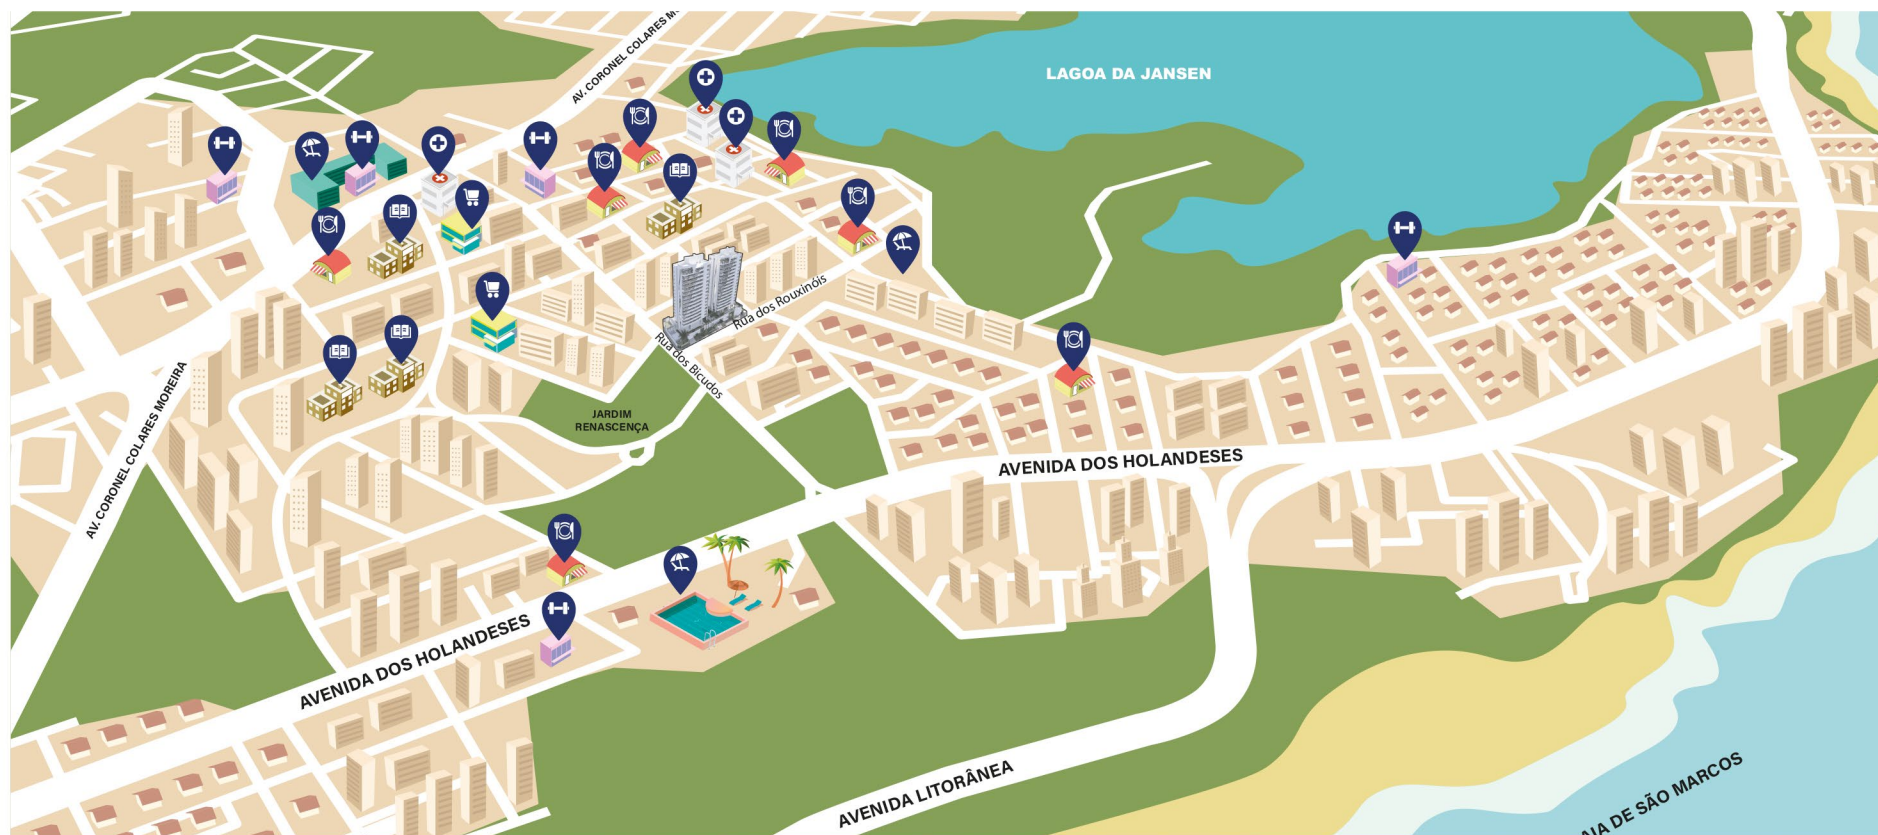 AV. CORONEL COLARES M
LAGOA DA JANSEN
Rua dos Rouxinóis
Rua dos Bicudos
AV. CORONEL COLARES MOREIRA
JARDIM
RENASCENÇA
AVENIDA DOS HOLANDESES
AVENIDA DOS HOLANDESES
AVENIDA LITORÂNEA
AIA DE SÃO MARCOS